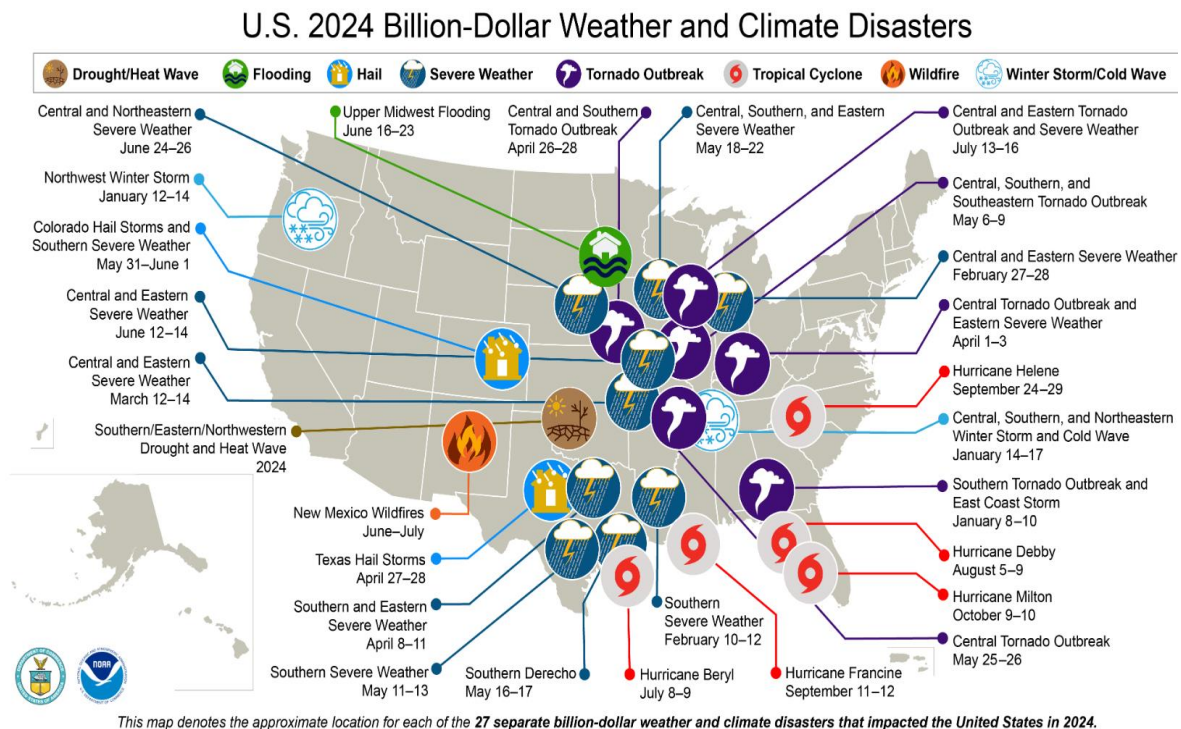 U.S. 2024 Billion-Dollar Weather and Climate Disasters
Drought/Heat Wave
Flooding
Hail
Severe Weather
Tornado Outbreak
Tropical Cyclone
Wildfire
Winter Storm/Cold Wave
Central and Northeastern
Severe Weather
June 24–26
Upper Midwest Flooding
June 16–23
Central and Southern
Tornado Outbreak
April 26–28
Central, Southern, and Eastern
Severe Weather
May 18–22
Central and Eastern Tornado
Outbreak and Severe Weather
July 13–16
Northwest Winter Storm
January 12–14
Central, Southern, and
Southeastern Tornado Outbreak
May 6–9
Colorado Hail Storms and
Southern Severe Weather
May 31–June 1
Central and Eastern Severe Weather
February 27–28
Central and Eastern
Severe Weather
June 12–14
Central Tornado Outbreak and
Eastern Severe Weather
April 1–3
Central and Eastern
Severe Weather
March 12–14
Hurricane Helene
September 24–29
Southern/Eastern/Northwestern
Drought and Heat Wave
2024
Central, Southern, and Northeastern
Winter Storm and Cold Wave
January 14–17
New Mexico Wildfires
June–July
Southern Tornado Outbreak and
East Coast Storm
January 8–10
Texas Hail Storms
April 27–28
Hurricane Debby
August 5–9
Southern and Eastern
Severe Weather
April 8–11
Southern
Severe Weather
February 10–12
Hurricane Milton
October 9–10
Central Tornado Outbreak
May 25–26
Southern Severe Weather
May 11–13
Southern Derecho
May 16–17
Hurricane Beryl
July 8–9
Hurricane Francine
September 11–12
NOAA
This map denotes the approximate location for each of the 27 separate billion-dollar weather and climate disasters that impacted the United States in 2024.